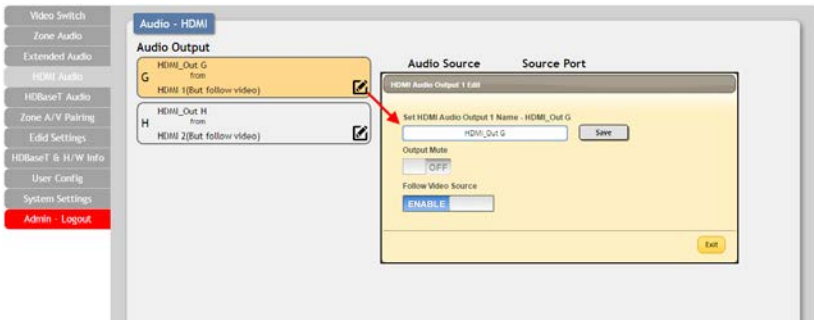 Video Switch
Zone Audio
Extended Audio
HDMI Audio
HDBaseT Audio
Zone A/V Pairing
Edid Settings
HDBaseT & H/W Info
User Config
System Settings
Admin - Logout
Audio - HDMI
Audio Output
HDMI_Out G
G
from
HDMI 1(But follow video)
HDMI_Out H
H
from
HDMI 2(But follow video)
Audio Source
Source Port
HDMI Audio Output 1 Edit
Set HDMI Audio Output 1 Name - HDMI_Out G
HDMI_Out G
Save
Output Mute
OFF
Follow Video Source
ENABLE
Exit